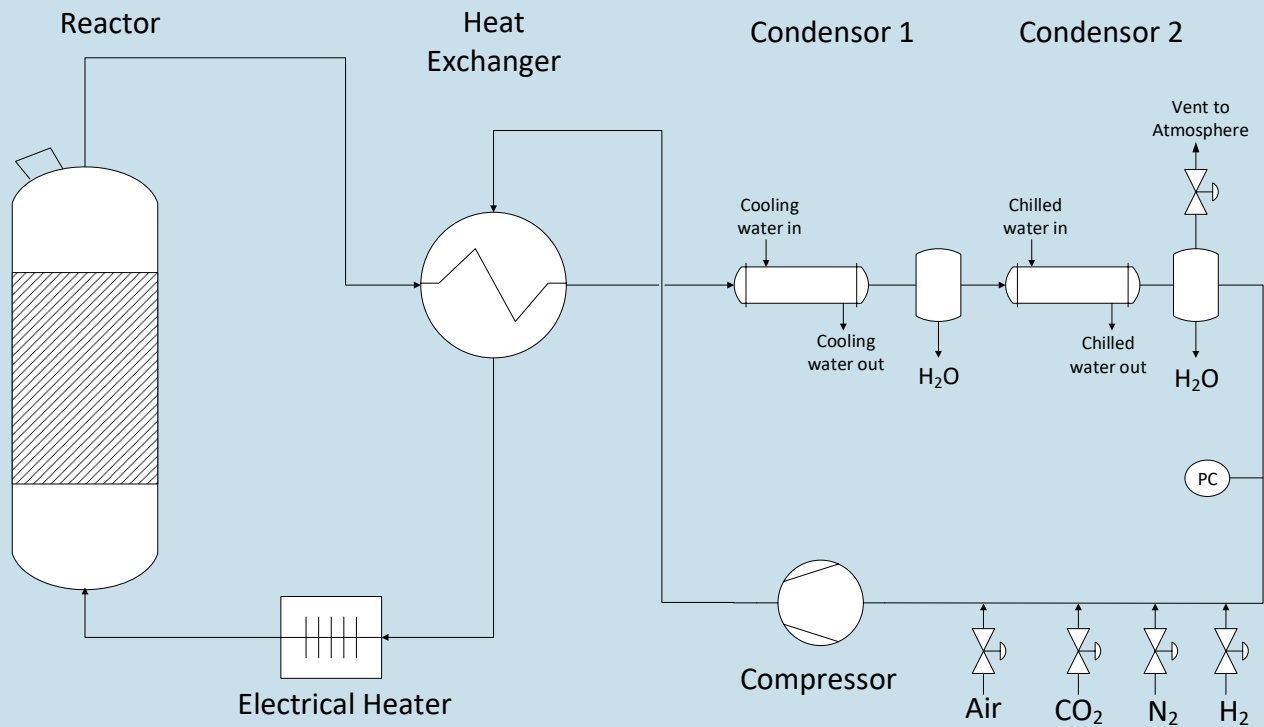 Reactor
Heat
Exchanger
Condensor 1
Condensor 2
Vent to
Atmosphere
Cooling
water in
Chilled
water in
Cooling
water out
H₂O
Chilled
water out
H₂O
PC
Compressor
Electrical Heater
Air
CO₂
N₂
H₂